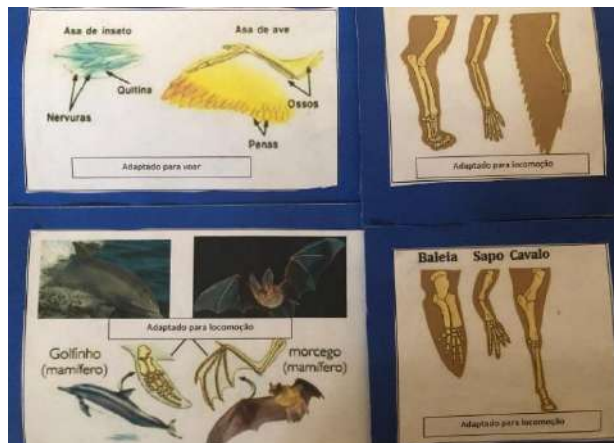 Asa de inseto
Asa de ave
Quitina
Nervuras
Ossos
Penas
Adaptado para voar
Adaptado para locomoção
Adaptado para locomoção
Golfinho
(mamífero)
morcego
(mamífero)
Baleia Sapo Cavalo
Adaptado para locomoção